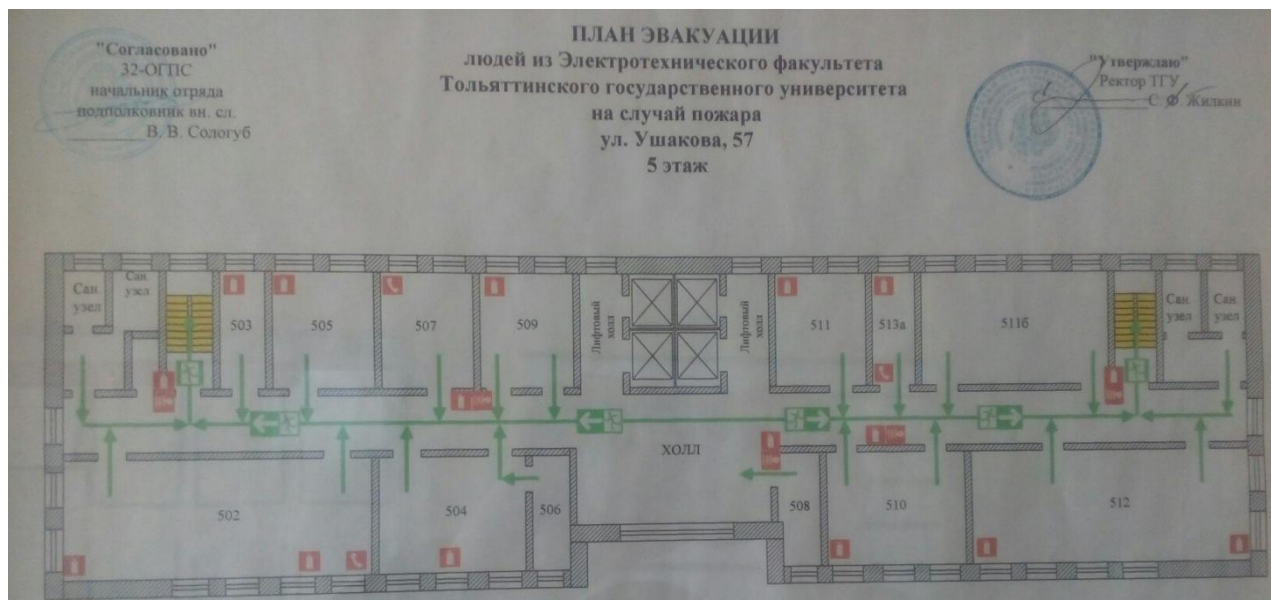 "Согласовано"
32-ОГПС
начальник отряда
подполковник вн. сл.
В. В. Сологуб
ПЛАН ЭВАКУАЦИИ
людей из Электротехнического факультета
Тольяттинского государственного университета
на случай пожара
ул. Ушакова, 57
5 этаж
"Утверждаю"
Ректор ТГУ
С. Ф. Жилкин
Сан.
узел
Сан.
узел
503
505
507
509
Лифтовый
холл
Лифтовый
холл
511
513а
511б
Сан.
узел
Сан.
узел
ХОЛЛ
502
504
506
508
510
512